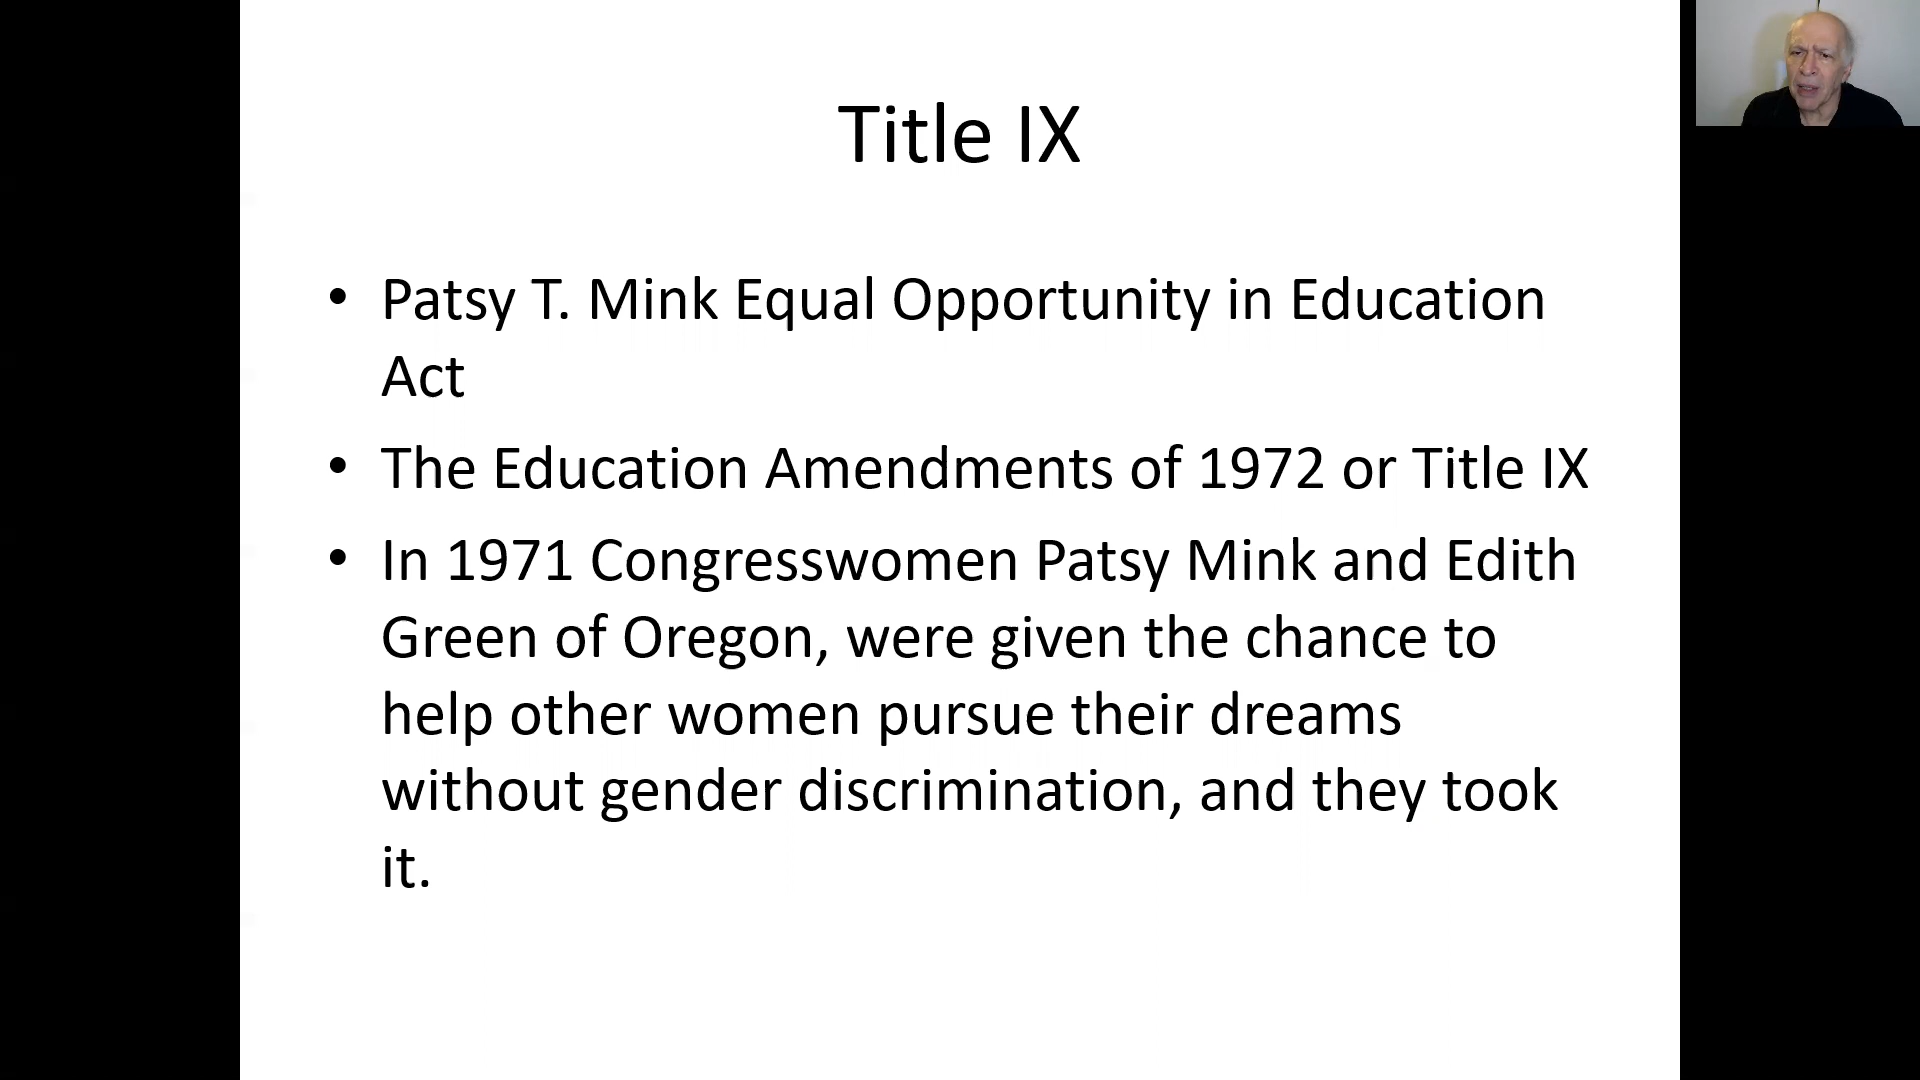 Title IX
• Patsy T. Mink Equal Opportunity in Education
Act
• The Education Amendments of 1972 or Title IX
• In 1971 Congresswomen Patsy Mink and Edith
Green of Oregon, were given the chance to
help other women pursue their dreams
without gender discrimination, and they took
it.